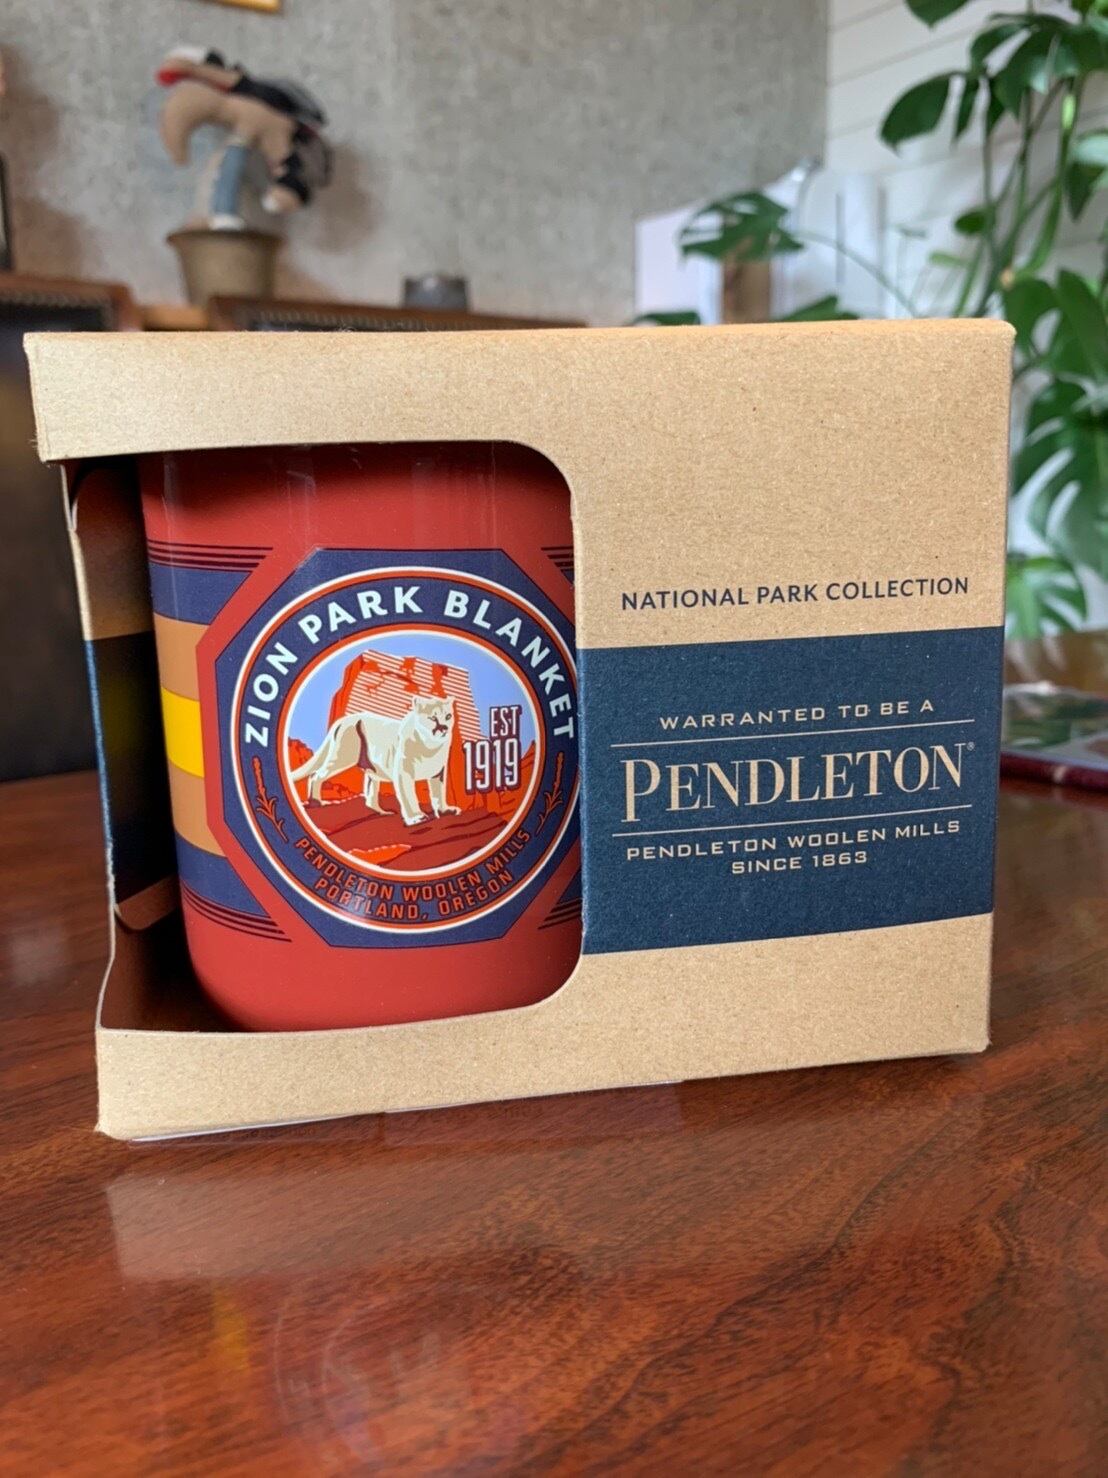 ZION PARK BLANKET
EST
1919
PENDLETON WOOLEN MILLS
PORTLAND, OREGON
NATIONAL PARK COLLECTION
WARRANTED TO BE A
PENDLETON®
PENDLETON WOOLEN MILLS
SINCE 1863